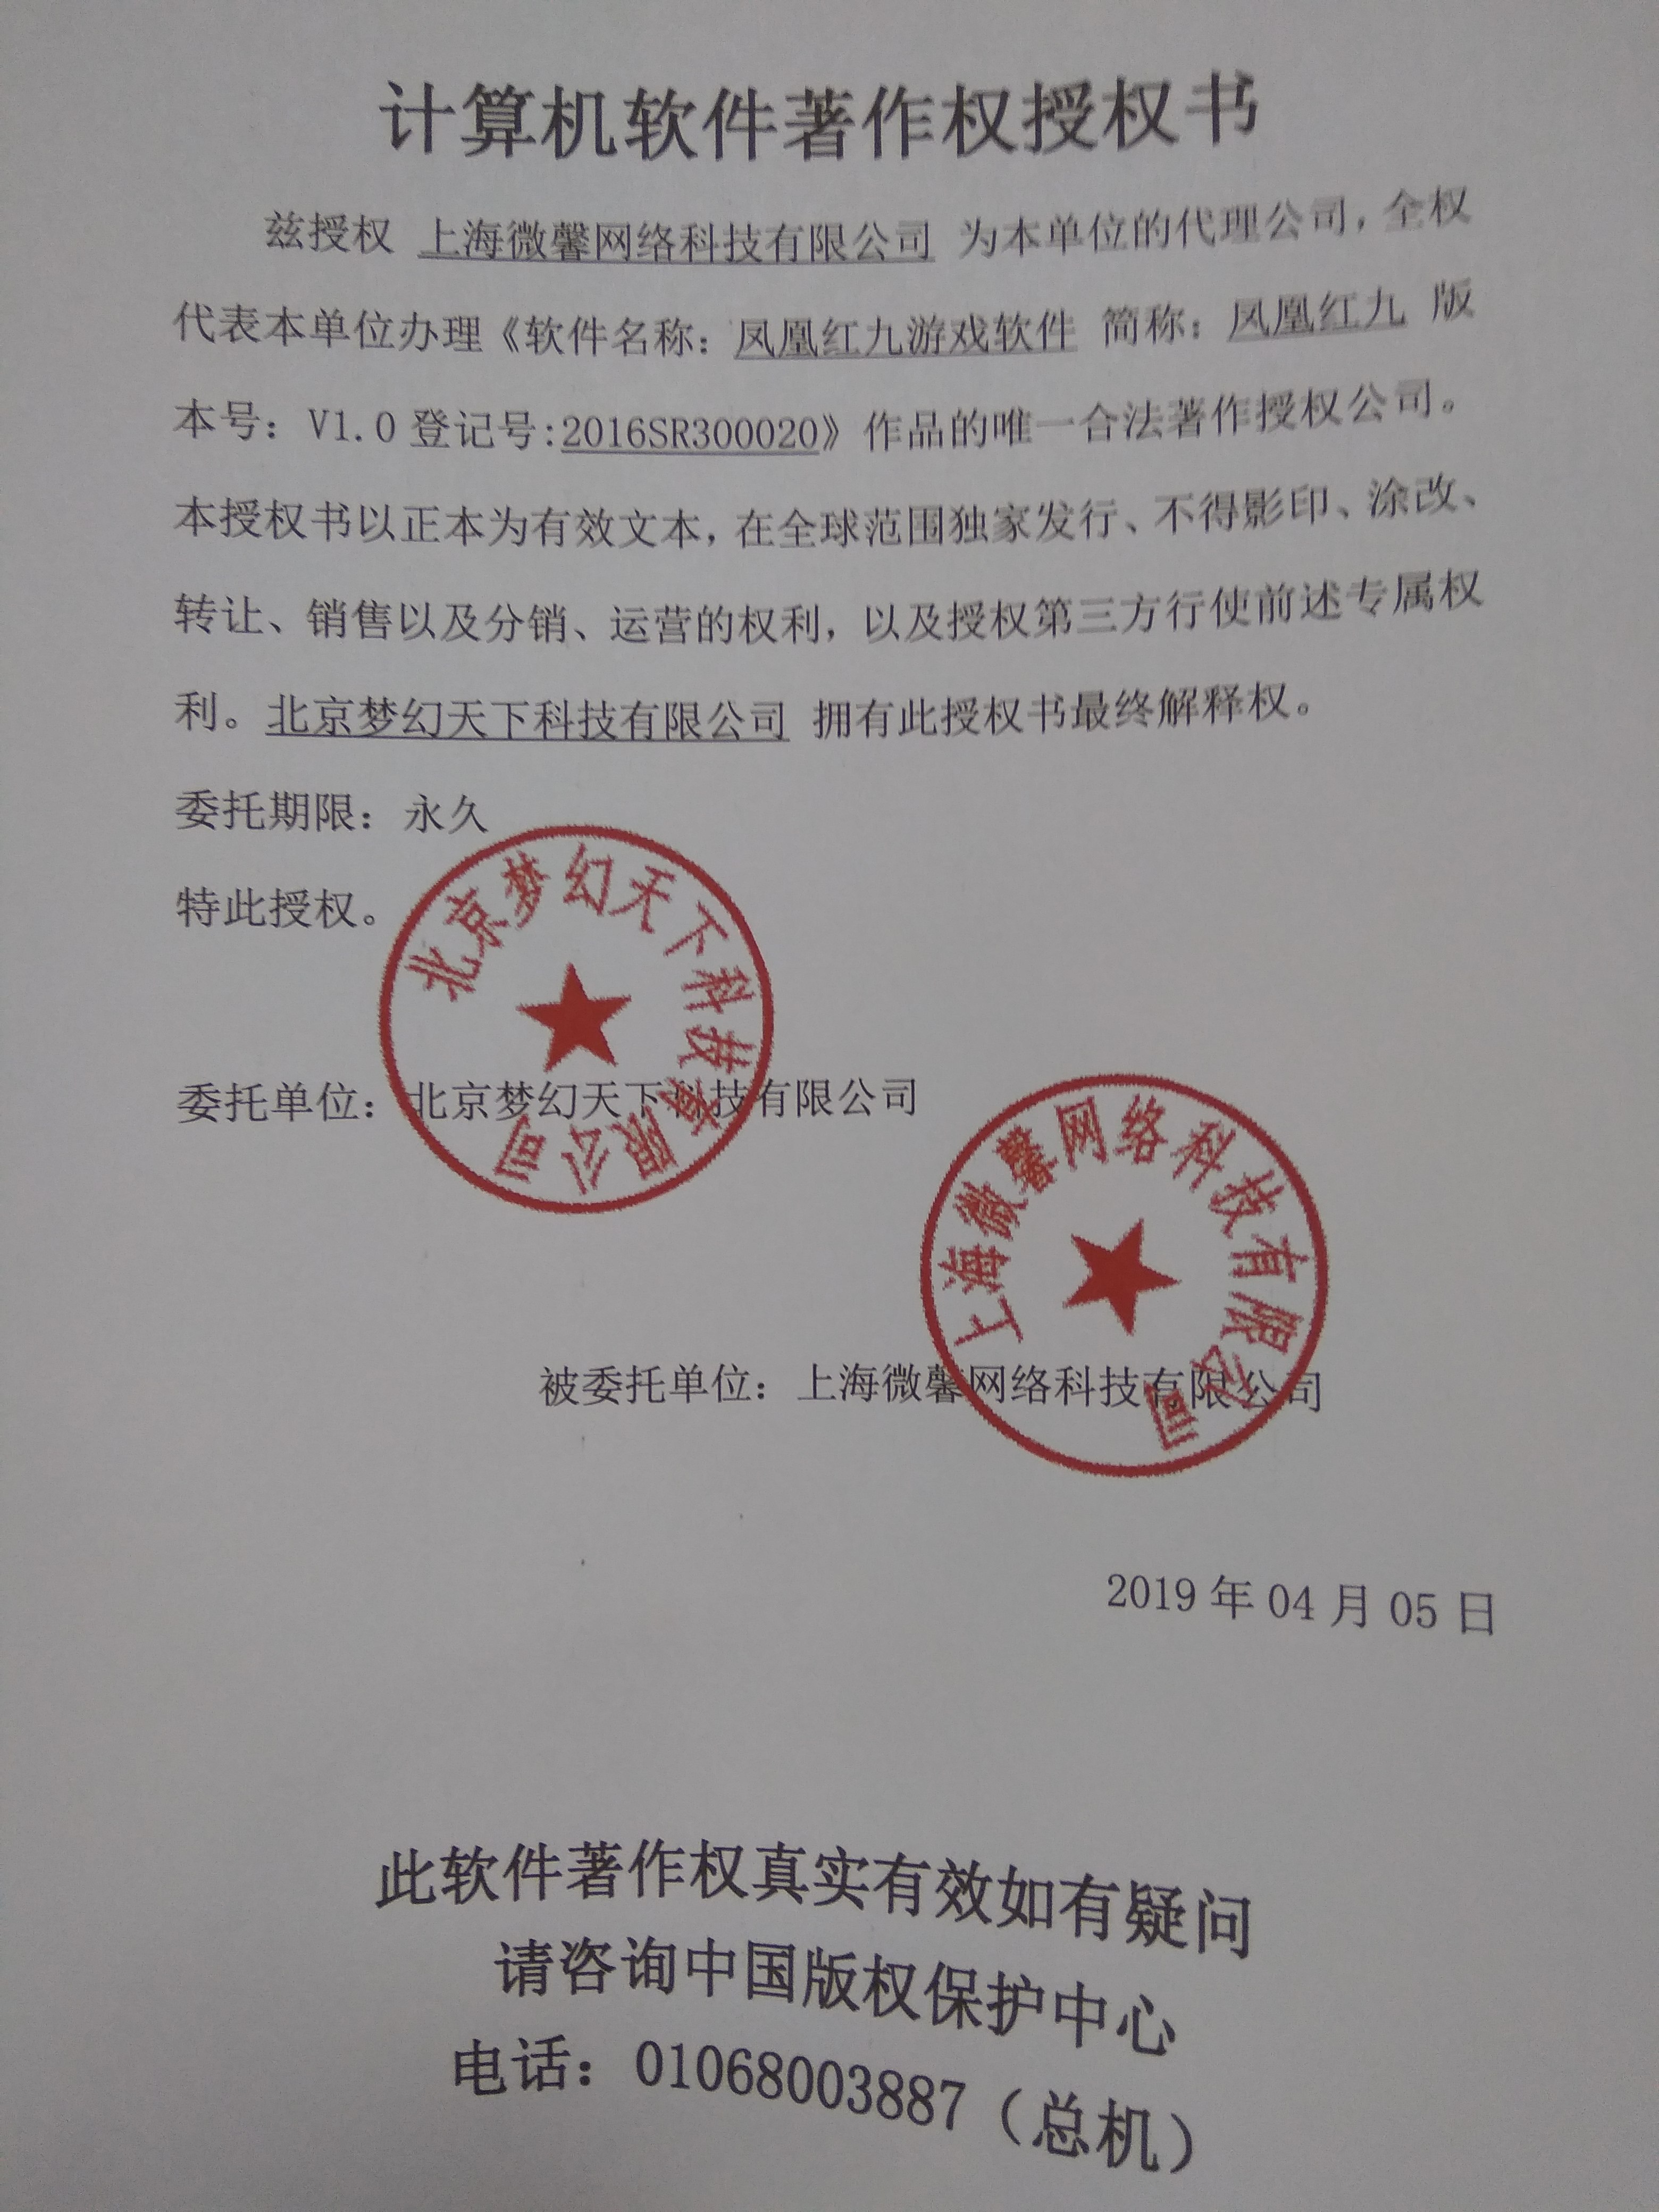 计算机软件著作权授权书
兹授权 上海微馨网络科技有限公司 为本单位的代理公司，全权
代表本单位办理《软件名称：凤凰红九游戏软件 简称：凤凰红九 版
本号：V1.0登记号:2016SR300020》作品的唯一合法著作授权公司。
本授权书以正本为有效文本，在全球范围独家发行、不得影印、涂改、
转让、销售以及分销、运营的权利，以及授权第三方行使前述专属权
利。北京梦幻天下科技有限公司 拥有此授权书最终解释权。
委托期限：永久
特此授权。
北京梦幻天下科技有限公司
委托单位：北京梦幻天下科技有限公司
上海微馨网络科技有限公司
被委托单位：上海微馨网络科技有限公司
2019年04月05日
此软件著作权真实有效如有疑问
请咨询中国版权保护中心
电话：01068003887（总机）